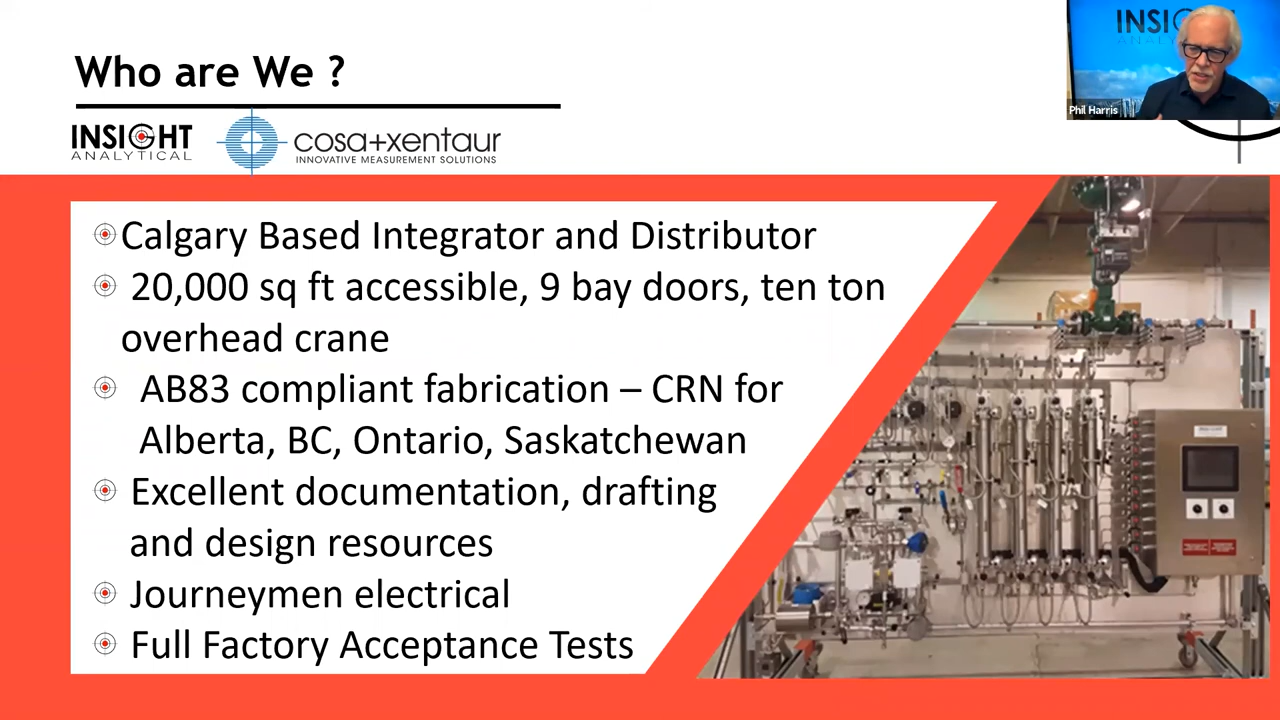 Who are We ?
INSIGHT
ANALYTICAL
cosa+xentaur
INNOVATIVE MEASUREMENT SOLUTIONS
Phil Harris
Calgary Based Integrator and Distributor
20,000 sq ft accessible, 9 bay doors, ten ton
overhead crane
AB83 compliant fabrication – CRN for
Alberta, BC, Ontario, Saskatchewan
Excellent documentation, drafting
and design resources
Journeymen electrical
Full Factory Acceptance Tests